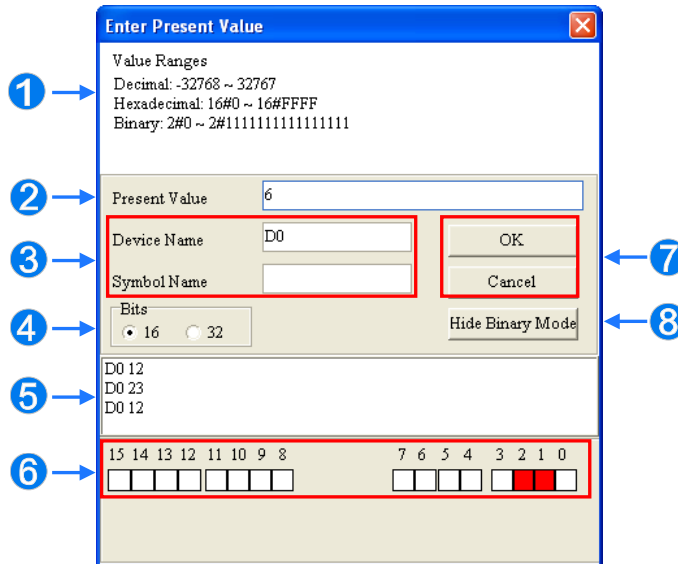 Enter Present Value
1
Value Ranges
Decimal: -32768 ~ 32767
Hexadecimal: 16#0 ~ 16#FFFF
Binary: 2#0 ~ 2#1111111111111111
2
Present Value 6
3
Device Name D0
OK
7
Symbol Name
Cancel
4
Bits
16 32
Hide Binary Mode
8
5
D0 12
D0 23
D0 12
6
15 14 13 12 11 10 9 8 7 6 5 4 3 2 1 0